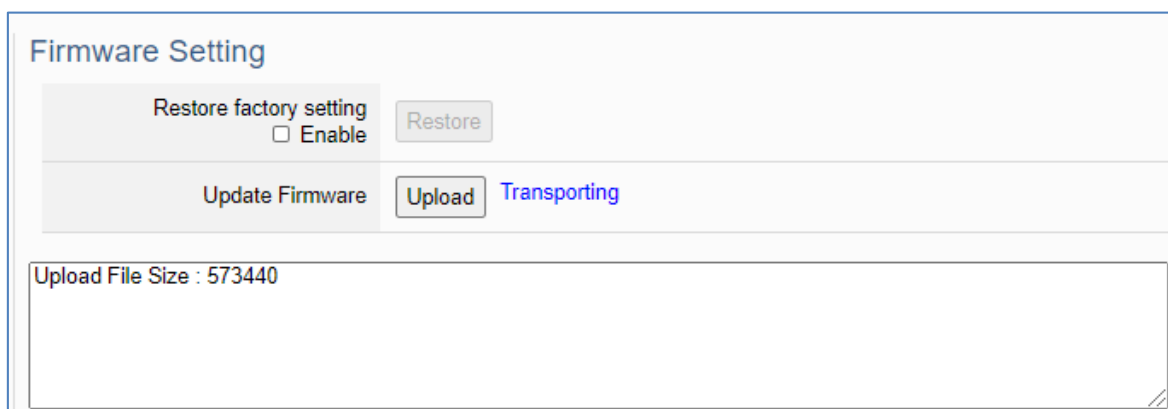 Firmware Setting
Restore factory setting
Enable
Restore
Update Firmware
Upload
Transporting
Upload File Size : 573440